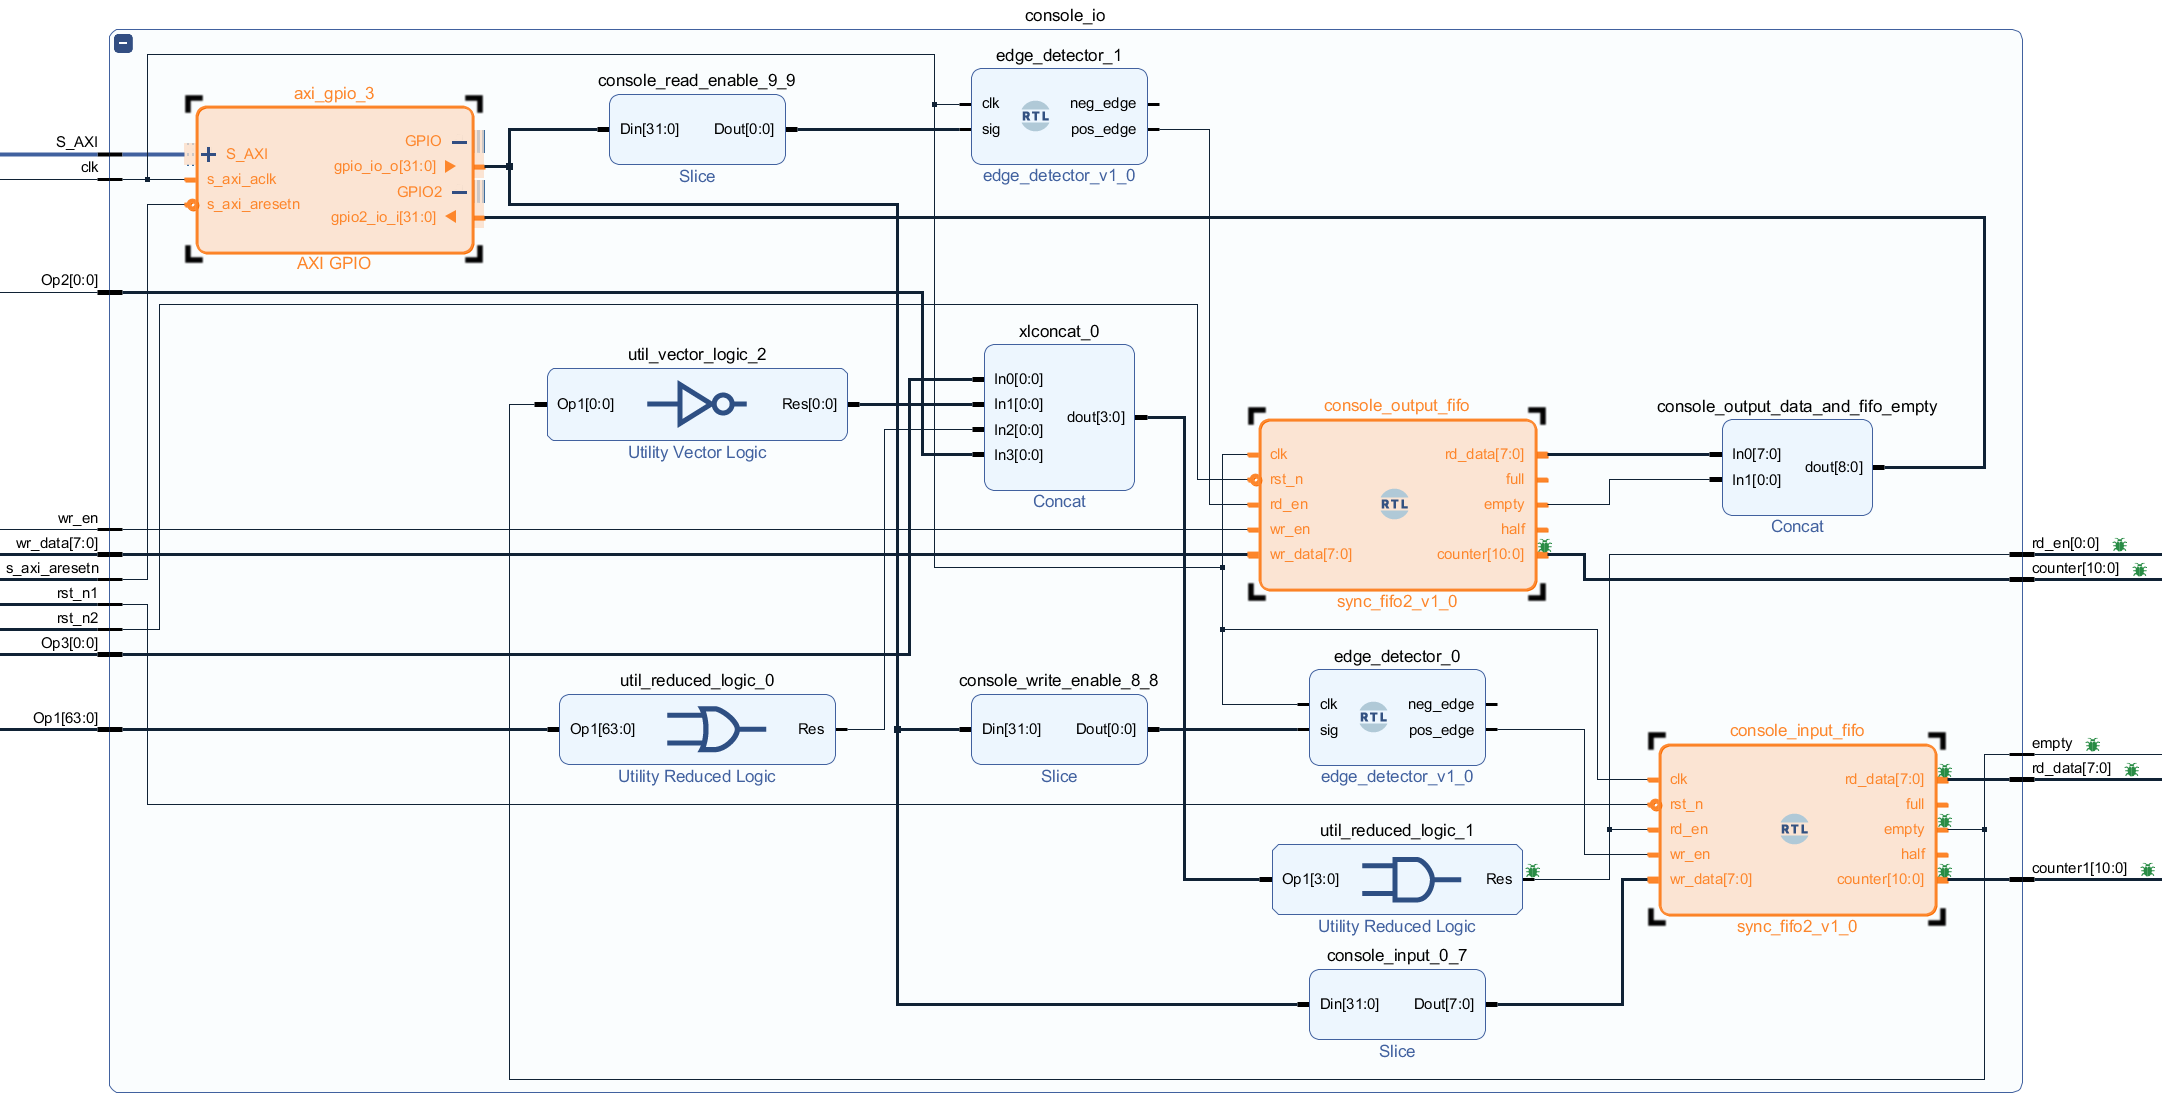 console_io
S_AXI
clk
Op2[0:0]
wr_en
wr_data[7:0]
s_axi_aresetn
rst_n1
rst_n2
Op3[0:0]
Op1[63:0]
axi_gpio_3
S_AXI
s_axi_aclk
s_axi_aresetn
GPIO
gpio_io_o[31:0]
GPIO2
gpio2_io_i[31:0]
AXI GPIO
console_read_enable_9_9
Din[31:0] Dout[0:0]
Slice
edge_detector_1
clk
sig
RTL
neg_edge
pos_edge
edge_detector_v1_0
util_vector_logic_2
Op1[0:0] Res[0:0]
Utility Vector Logic
xlconcat_0
In0[0:0]
In1[0:0]
In2[0:0]
In3[0:0]
dout[3:0]
Concat
console_output_fifo
clk
rst_n
rd_en
wr_en
wr_data[7:0]
RTL
rd_data[7:0]
full
empty
half
counter[10:0]
sync_fifo2_v1_0
console_output_data_and_fifo_empty
In0[7:0]
In1[0:0]
dout[8:0]
Concat
util_reduced_logic_0
Op1[63:0] Res
Utility Reduced Logic
console_write_enable_8_8
Din[31:0] Dout[0:0]
Slice
edge_detector_0
clk
sig
RTL
neg_edge
pos_edge
edge_detector_v1_0
util_reduced_logic_1
Op1[3:0] Res
Utility Reduced Logic
console_input_0_7
Din[31:0] Dout[7:0]
Slice
console_input_fifo
clk
rst_n
rd_en
wr_en
wr_data[7:0]
RTL
rd_data[7:0]
full
empty
half
counter[10:0]
sync_fifo2_v1_0
rd_en[0:0]
counter[10:0]
empty
rd_data[7:0]
counter1[10:0]